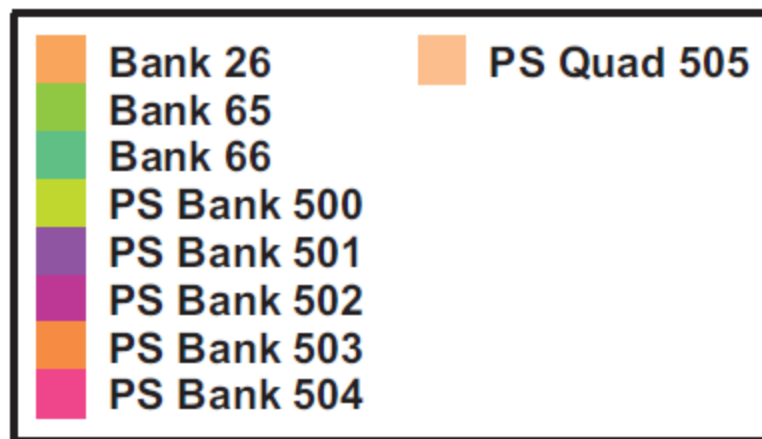 Bank 26
Bank 65
Bank 66
PS Bank 500
PS Bank 501
PS Bank 502
PS Bank 503
PS Bank 504
PS Quad 505